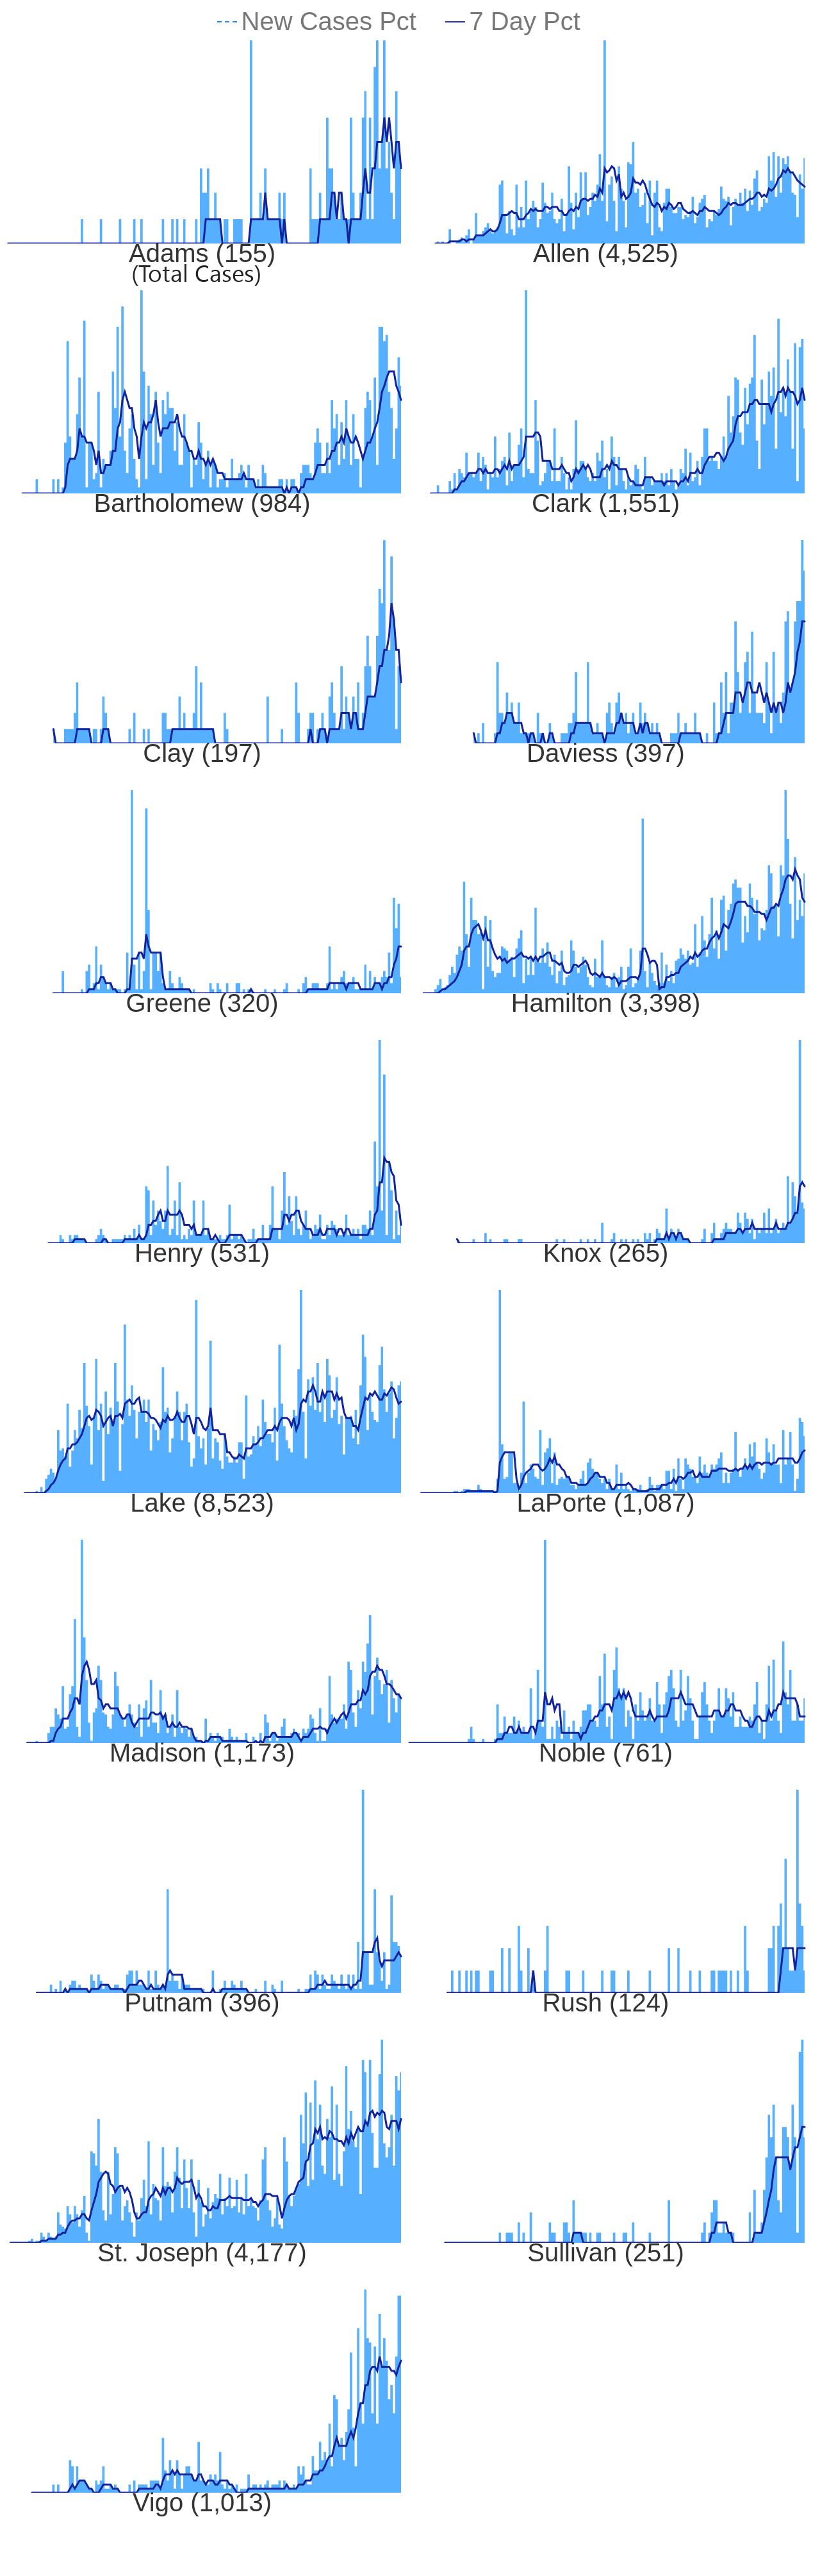 New Cases Pct 7 Day Pct
Adams (155) Allen (4,525)
(Total Cases)
Bartholomew (984) Clark (1,551)
Clay (197) Daviess (397)
Greene (320) Hamilton (3,398)
Henry (531) Knox (265)
Lake (8,523) LaPorte (1,087)
Madison (1,173) Noble (761)
Putnam (396) Rush (124)
St. Joseph (4,177) Sullivan (251)
Vigo (1,013)